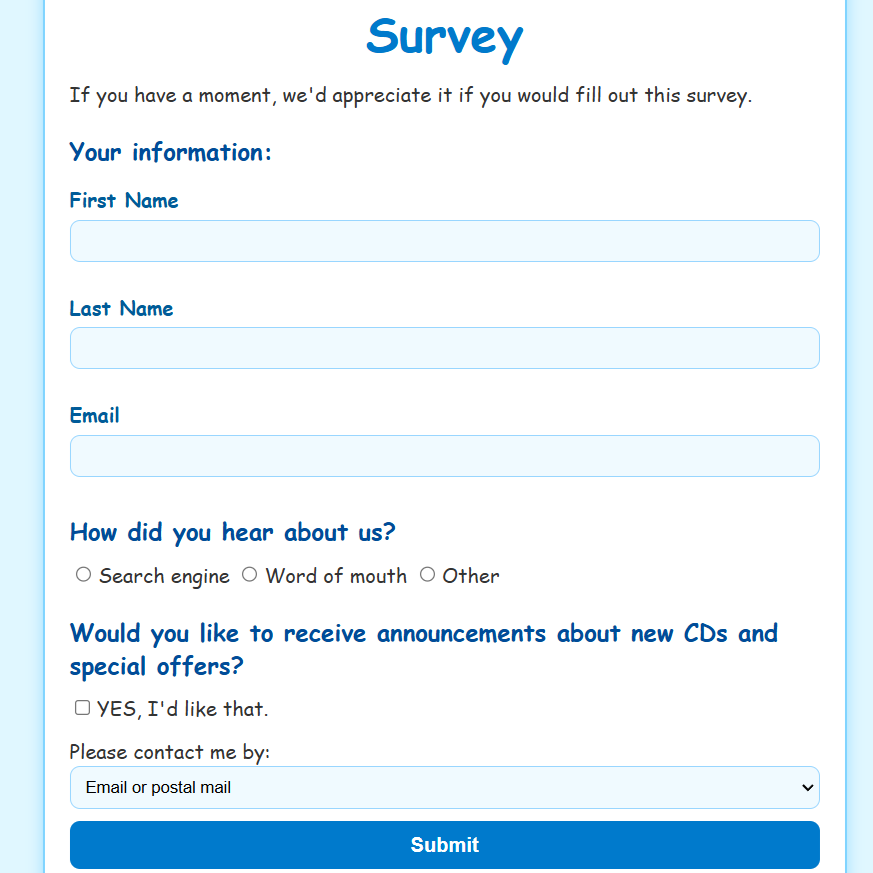 Survey
If you have a moment, we'd appreciate it if you would fill out this survey.
Your information:
First Name
Last Name
Email
How did you hear about us?
Search engine Word of mouth Other
Would you like to receive announcements about new CDs and
special offers?
YES, I'd like that.
Please contact me by:
Email or postal mail
Submit